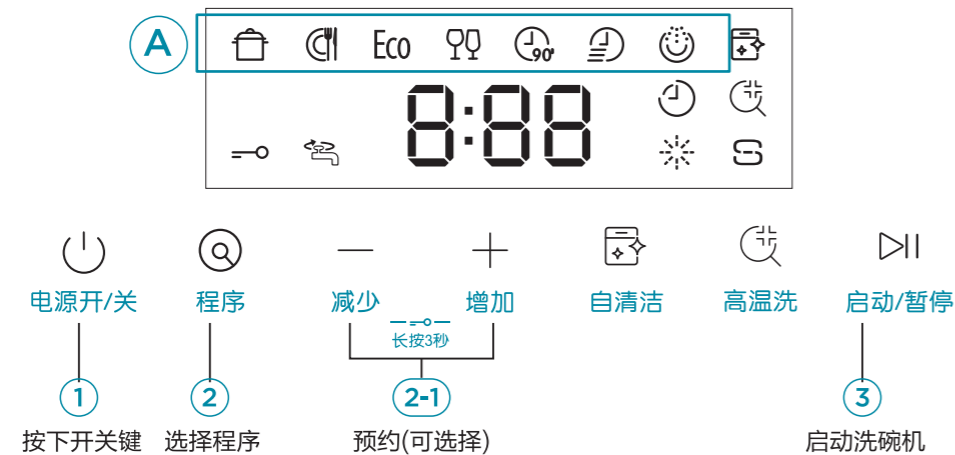 A
Eco
90'
8:88
电源开/关
程序
减少
增加
自清洁
高温洗
启动/暂停
长按3秒
1
2
2-1
3
按下开关键
选择程序
预约(可选择)
启动洗碗机